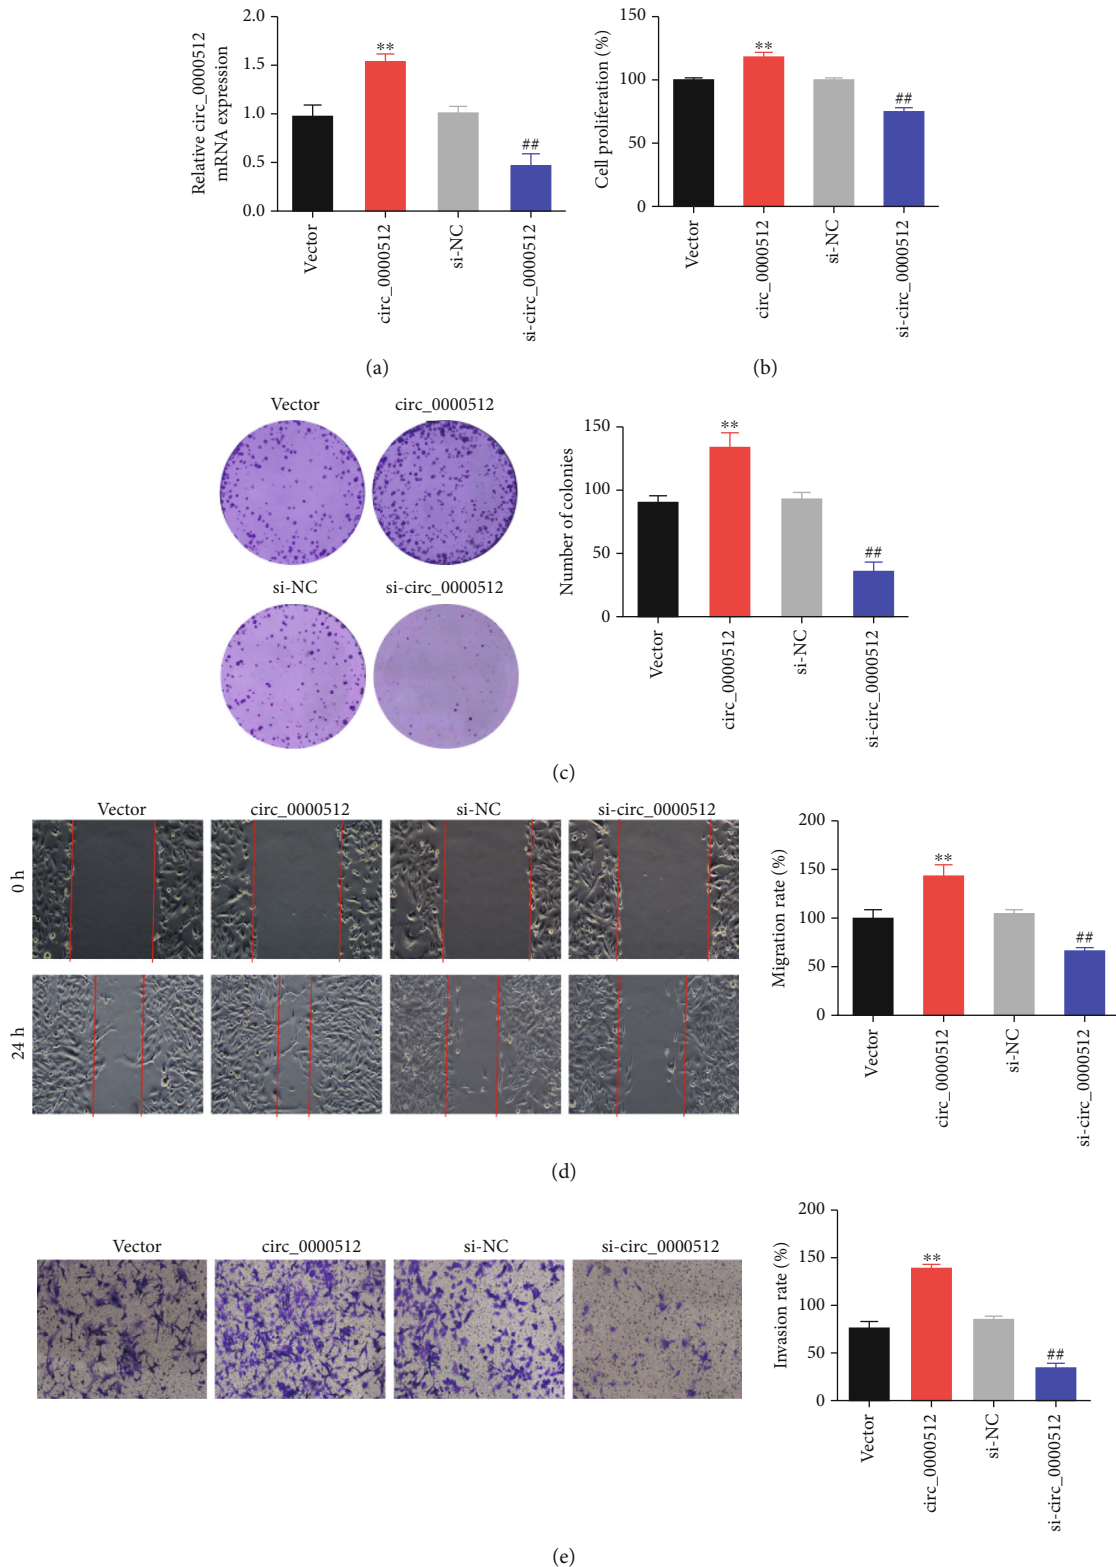 Relative circ_0000512
mRNA expression
2.0
1.5
1.0
0.5
0.0
**
##
Vector
circ_0000512
si-NC
si-circ_0000512
(a)
Cell proliferation (%)
150
100
50
0
**
##
Vector
circ_0000512
si-NC
si-circ_0000512
(b)
Vector
circ_0000512
si-NC
si-circ_0000512
Number of colonies
150
100
50
0
**
##
Vector
circ_0000512
si-NC
si-circ_0000512
(c)
Vector
circ_0000512
si-NC
si-circ_0000512
0 h
24 h
Migration rate (%)
200
150
100
50
0
**
##
Vector
circ_0000512
si-NC
si-circ_0000512
(d)
Vector
circ_0000512
si-NC
si-circ_0000512
Invasion rate (%)
200
150
100
50
0
**
##
Vector
circ_0000512
si-NC
si-circ_0000512
(e)